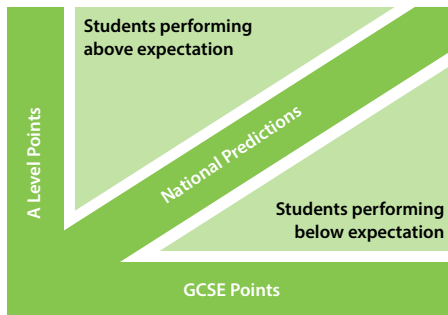 Students performing
above expectation
A Level Points
National Predictions
Students performing
below expectation
GCSE Points